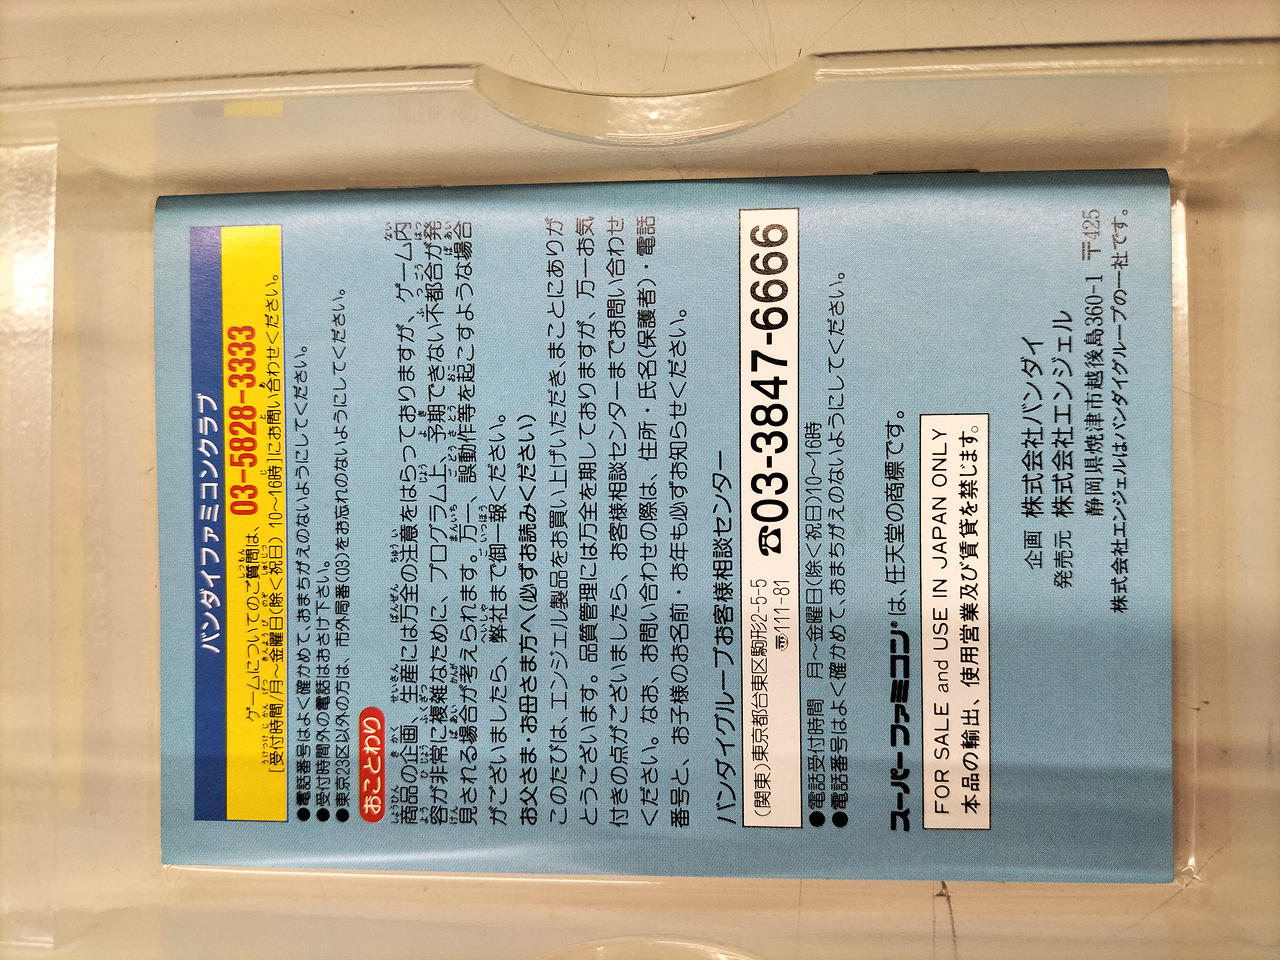 バンダイファミコンクラブ
ゲームについてのご質問は、 03-5828-3333
[受付時間/月〜金曜日(除く祝日) 10〜16時]にお問い合わせください。
●電話番号はよく確かめて、おまちがえのないようにしてください。
●受付時間外の電話はおさけ下さい。
●東京23区以外の方は、市外局番(03)をお忘れのないようにしてください。
おことわり
商品の企画、生産には万全の注意をはらっておりますが、ゲーム内
容が非常に複雑なために、プログラム上、予期できない不都合が発
見される場合が考えられます。万一、誤動作等を起こすような場合
がございましたら、弊社まで御一報ください。
お父さま・お母さま方へ(必ずお読みください)
このたびは、エンジェル製品をお買い上げいただき、まことにありが
とうございます。品質管理には万全を期しておりますが、万一お気
付きの点がございましたら、お客様相談センターまでお問い合わせ
ください。なお、お問い合わせの際は、住所・氏名(保護者)・電話
番号と、お子様のお名前・お年も必ずお知らせください。
バンダイグループお客様相談センター
(関東)東京都台東区駒形2-5-5
〠111-81 ☎03-3847-6666
●電話受付時間 月〜金曜日(除く祝日)10〜16時
●電話番号はよく確かめて、おまちがえのないようにしてください。
スーパーファミコン®は、任天堂の商標です。
FOR SALE and USE IN JAPAN ONLY
本品の輸出、使用営業及び賃貸を禁じます。
企画 株式会社バンダイ
発売元 株式会社エンジェル
静岡県焼津市越後島360-1 〒425
株式会社エンジェルはバンダイグループの一社です。